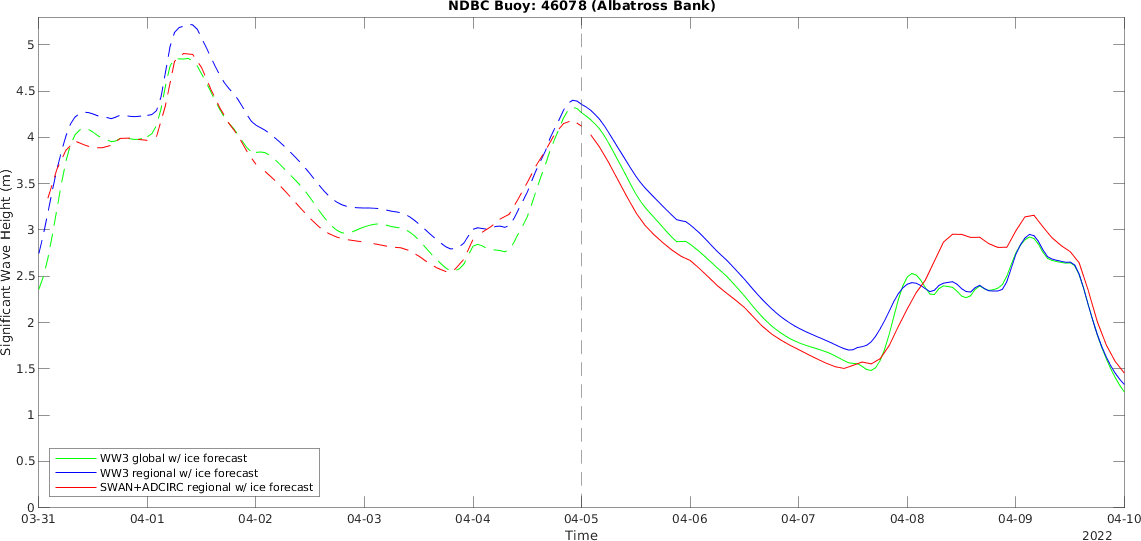 NDBC Buoy: 46078 (Albatross Bank)
5
4.5
4
3.5
3
2.5
2
1.5
1
0.5
0
Significant Wave Height (m)
WW3 global w/ ice forecast
WW3 regional w/ ice forecast
SWAN+ADCIRC regional w/ ice forecast
03-31 04-01 04-02 04-03 04-04 04-05 04-06 04-07 04-08 04-09 04-10
Time
2022